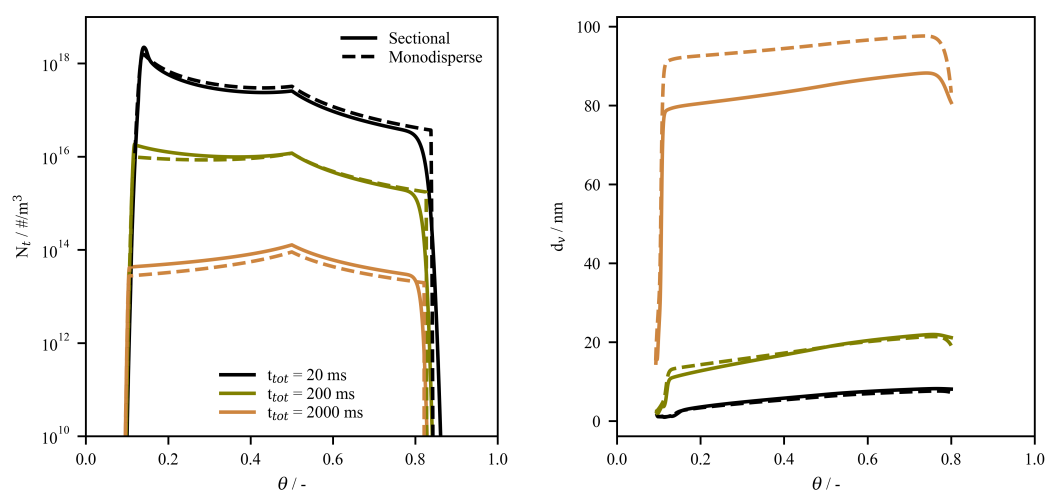 10^18
10^16
10^14
10^12
10^10
N_t / #/m^3
Sectional
Monodisperse
t_tot = 20 ms
t_tot = 200 ms
t_tot = 2000 ms
0.0 0.2 0.4 0.6 0.8 1.0
θ / -
100
80
60
40
20
0
d_v / nm
0.0 0.2 0.4 0.6 0.8 1.0
θ / -